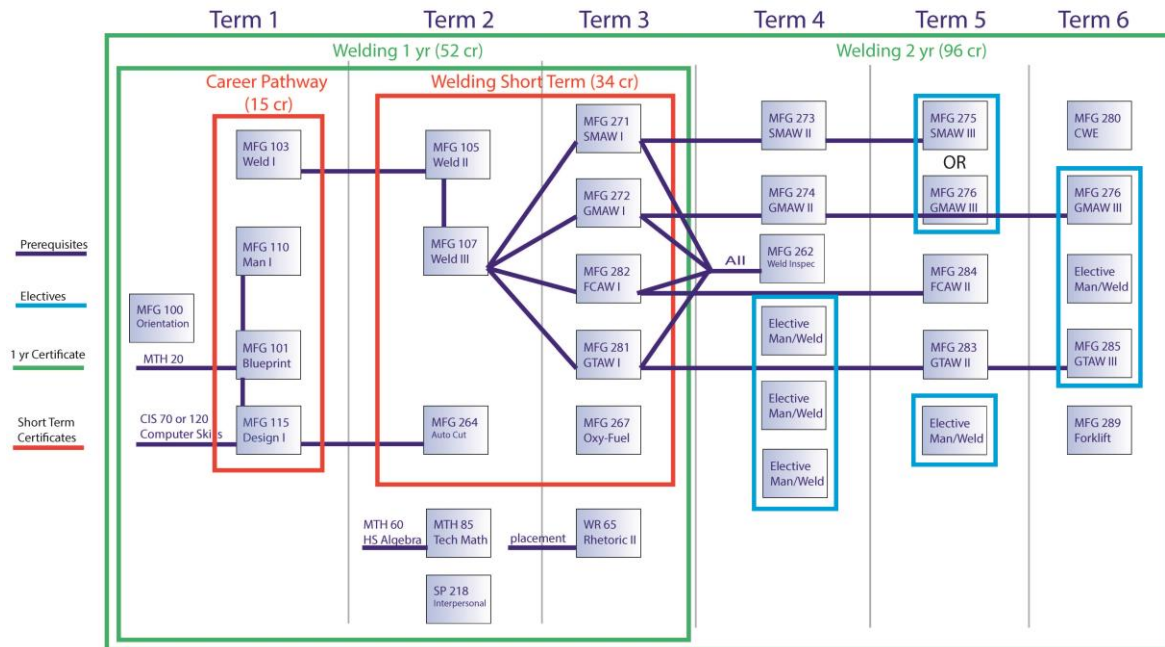 Term 1
Term 2
Term 3
Term 4
Term 5
Term 6
Welding 1 yr (52 cr)
Welding 2 yr (96 cr)
Career Pathway
(15 cr)
Welding Short Term (34 cr)
Prerequisites
Electives
1 yr Certificate
Short Term
Certificates
MFG 100
Orientation
MTH 20
CIS 70 or 120
Computer Skills
MFG 103
Weld I
MFG 110
Man I
MFG 101
Blueprint
MFG 115
Design I
MFG 105
Weld II
MFG 107
Weld III
MFG 264
Auto Cut
MTH 60
HS Algebra
MTH 85
Tech Math
SP 218
Interpersonal
MFG 271
SMAW I
MFG 272
GMAW I
MFG 282
FCAW I
MFG 281
GTAW I
MFG 267
Oxy-Fuel
placement
WR 65
Rhetoric II
MFG 273
SMAW II
MFG 274
GMAW II
All
MFG 262
Weld Inspec
Elective
Man/Weld
Elective
Man/Weld
Elective
Man/Weld
MFG 275
SMAW III
OR
MFG 276
GMAW III
MFG 284
FCAW II
MFG 283
GTAW II
Elective
Man/Weld
MFG 280
CWE
MFG 276
GMAW III
Elective
Man/Weld
MFG 285
GTAW III
MFG 289
Forklift